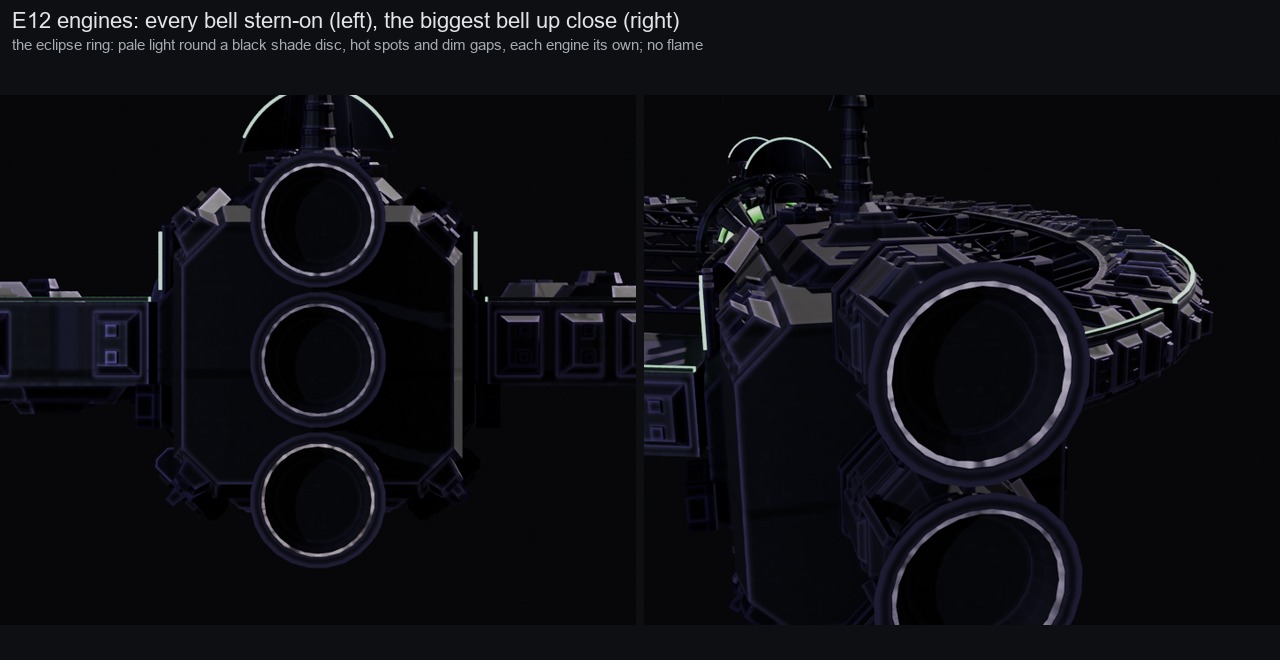 E12 engines: every bell stern-on (left), the biggest bell up close (right)
the eclipse ring: pale light round a black shade disc, hot spots and dim gaps, each engine its own; no flame